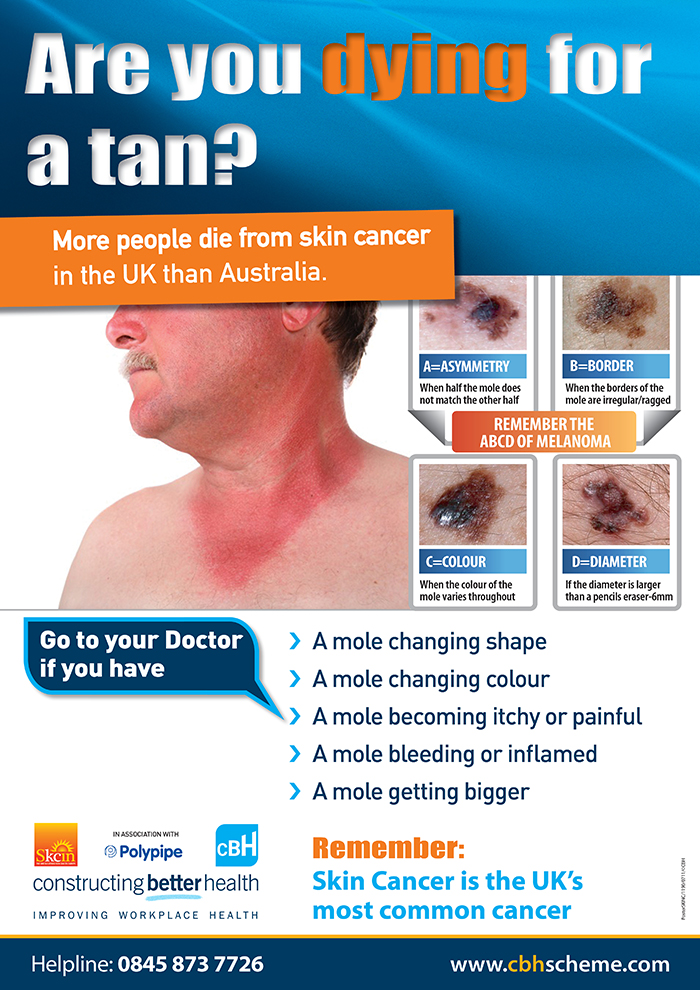 Are you dying for
a tan?
More people die from skin cancer
in the UK than Australia.
A=ASYMMETRY
When half the mole does
not match the other half
B=BORDER
When the borders of the
mole are irregular/ragged
REMEMBER THE
ABCD OF MELANOMA
C=COLOUR
When the colour of the
mole varies throughout
D=DIAMETER
If the diameter is larger
than a pencils eraser-6mm
Go to your Doctor
if you have
A mole changing shape
A mole changing colour
A mole becoming itchy or painful
A mole bleeding or inflamed
A mole getting bigger
Skcin
IN ASSOCIATION WITH
Polypipe
cBH
constructing better health
IMPROVING WORKPLACE HEALTH
Remember:
Skin Cancer is the UK's
most common cancer
Helpline: 0845 873 7726
www.cbhscheme.com